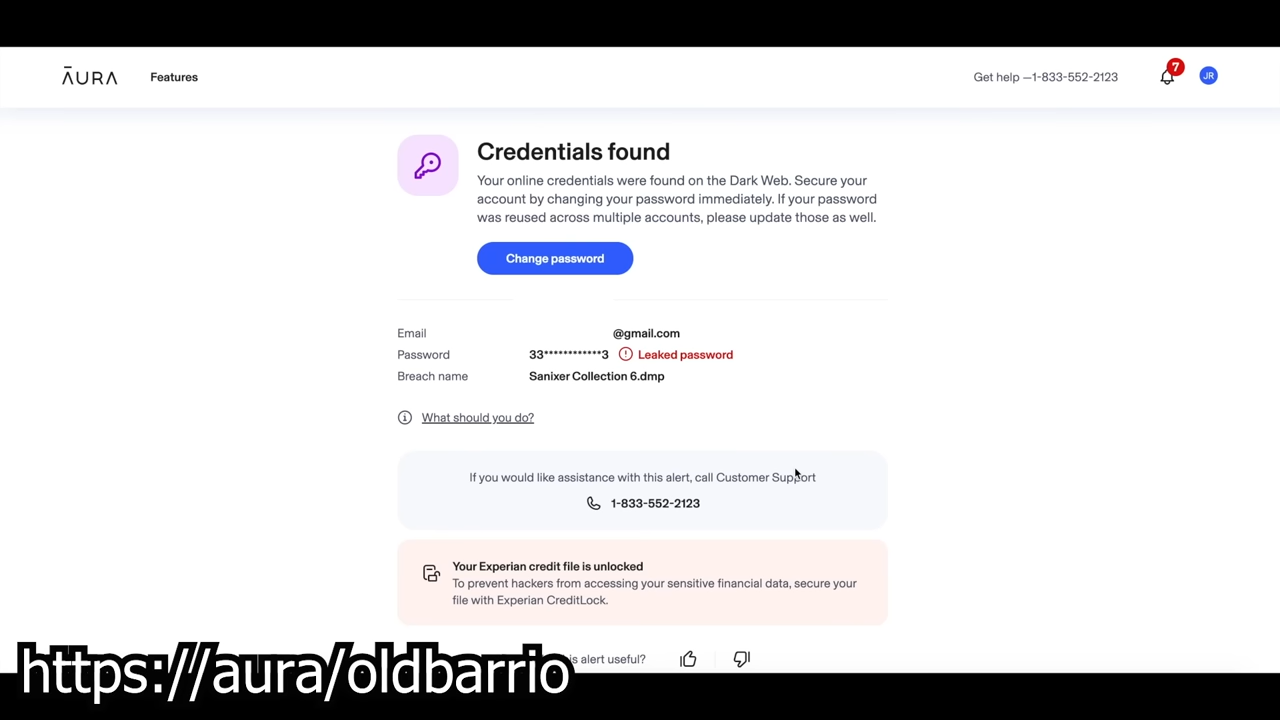 ĀURA Features Get help —1-833-552-2123 7 JR
Credentials found
Your online credentials were found on the Dark Web. Secure your
account by changing your password immediately. If your password
was reused across multiple accounts, please update those as well.
Change password
Email @gmail.com
Password 33************3 Leaked password
Breach name Sanixer Collection 6.dmp
What should you do?
If you would like assistance with this alert, call Customer Support
1-833-552-2123
Your Experian credit file is unlocked
To prevent hackers from accessing your sensitive financial data, secure your
file with Experian CreditLock.
alert useful?
https://aura/oldbarrio